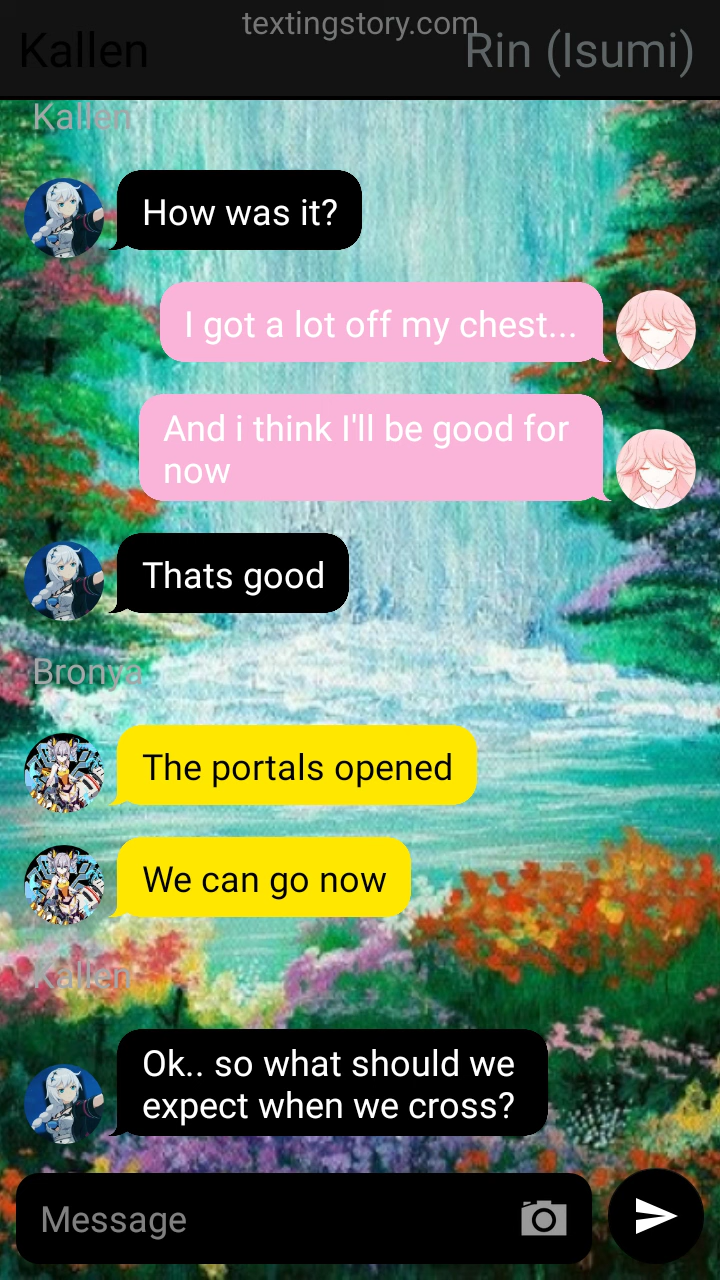 textingstory.com
Kallen
Rin (Isumi)
Kallen
How was it?
I got a lot off my chest...
And i think I'll be good for
now
Thats good
Bronya
The portals opened
We can go now
Kallen
Ok.. so what should we
expect when we cross?
Message